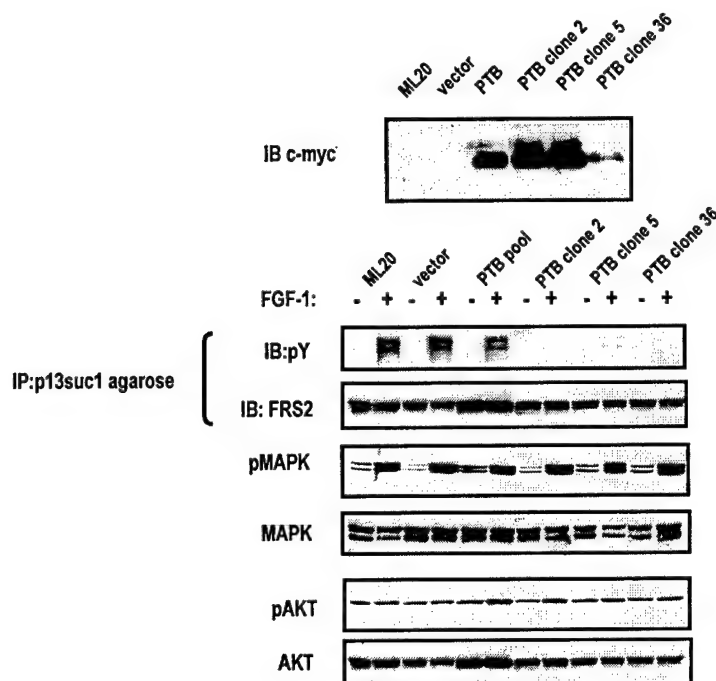 ML20 vector PTB PTB clone 2 PTB clone 5 PTB clone 36
IB c-myc
ML20 vector PTB pool PTB clone 2 PTB clone 5 PTB clone 36
FGF-1: - + - + - + - + - + - +
IB:pY
IP:p13suc1 agarose
IB: FRS2
pMAPK
MAPK
pAKT
AKT